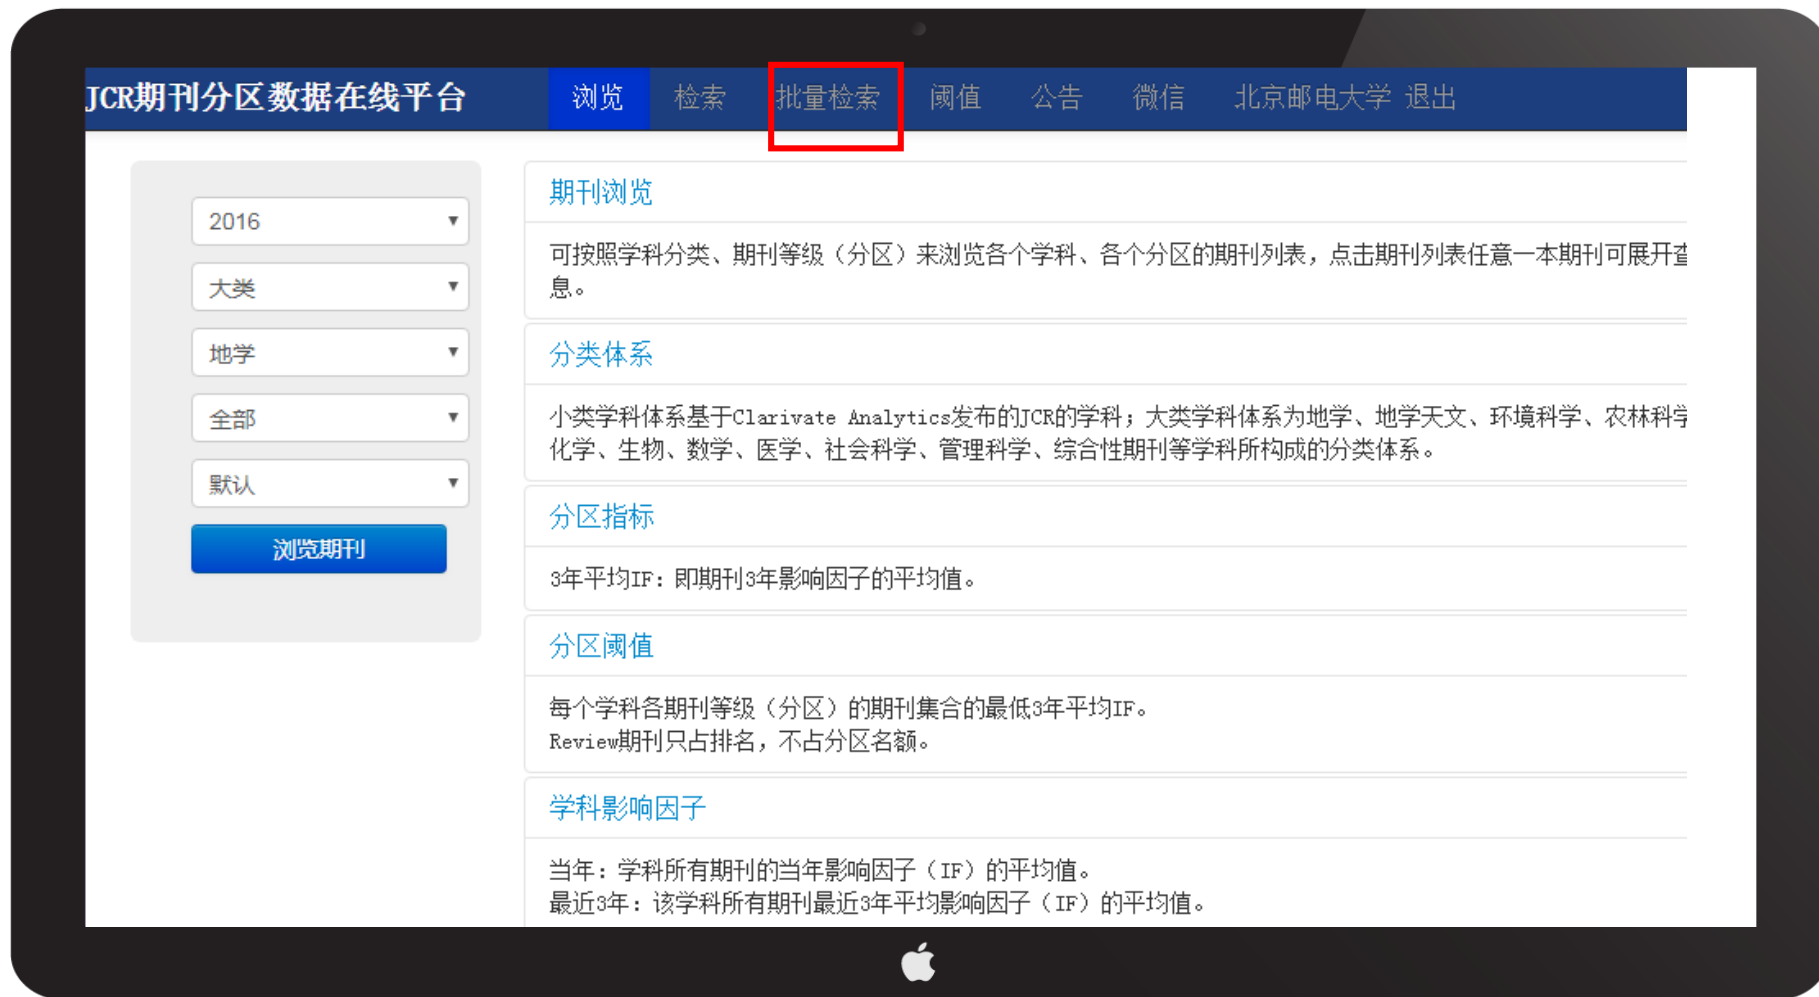 JCR期刊分区数据在线平台 浏览 检索 批量检索 阈值 公告 微信 北京邮电大学 退出
2016
大类
地学
全部
默认
浏览期刊
期刊浏览
可按照学科分类、期刊等级（分区）来浏览各个学科、各个分区的期刊列表，点击期刊列表任意一本期刊可展开查
息。
分类体系
小类学科体系基于Clarivate Analytics发布的JCR的学科；大类学科体系为地学、地学天文、环境科学、农林科学
化学、生物、数学、医学、社会科学、管理科学、综合性期刊等学科所构成的分类体系。
分区指标
3年平均IF：即期刊3年影响因子的平均值。
分区阈值
每个学科各期刊等级（分区）的期刊集合的最低3年平均IF。
Review期刊只占排名，不占分区名额。
学科影响因子
当年：学科所有期刊的当年影响因子（IF）的平均值。
最近3年：该学科所有期刊最近3年平均影响因子（IF）的平均值。